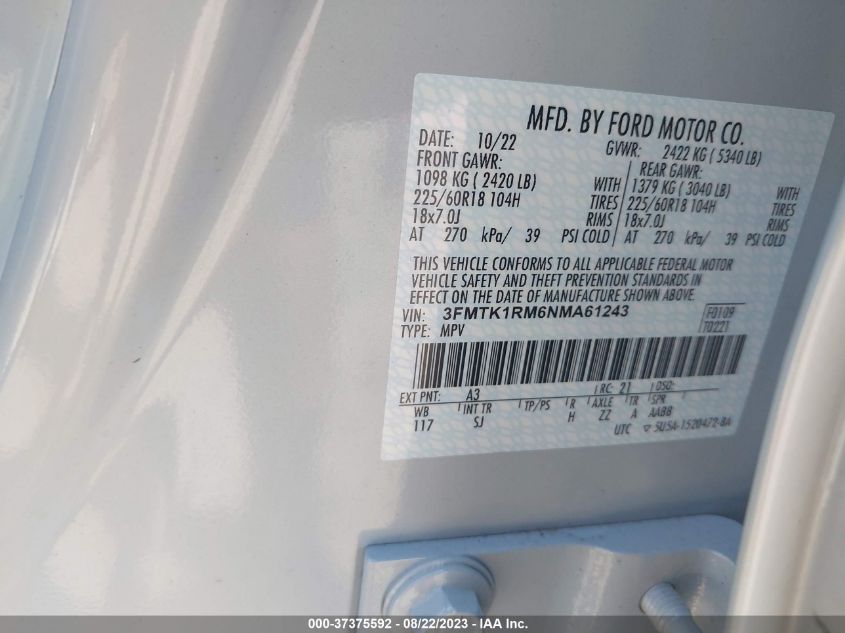 MFD. BY FORD MOTOR CO.
DATE: 10/22 GVWR: 2422 KG ( 5340 LB)
FRONT GAWR: REAR GAWR:
1098 KG ( 2420 LB) WITH 1379 KG ( 3040 LB) WITH
225/60R18 104H TIRES 225/60R18 104H TIRES
18x7.0J RIMS 18x7.0J RIMS
AT 270 kPa/ 39 PSI COLD AT 270 kPa/ 39 PSI COLD
THIS VEHICLE CONFORMS TO ALL APPLICABLE FEDERAL MOTOR
VEHICLE SAFETY AND THEFT PREVENTION STANDARDS IN
EFFECT ON THE DATE OF MANUFACTURE SHOWN ABOVE.
VIN: 3FMTK1RM6NMA61243 F0109
TYPE: MPV T0221
EXT PNT: A3 RC: 21 DSO:
WB INT TR TP/PS R AXLE TR SPR
117 SJ H ZZ A AABB
UTC ▽ 5U5A-1520472-BA
000-37375592 - 08/22/2023 - IAA Inc.